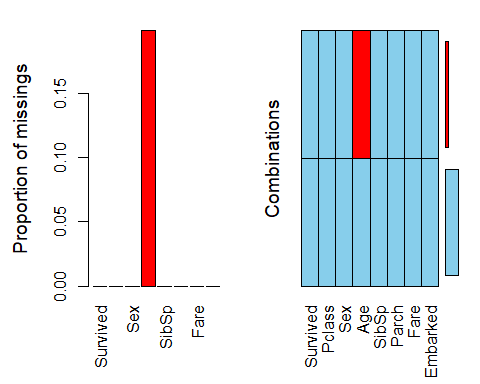 Proportion of missings
0.15
0.10
0.05
0.00
Survived
Sex
SibSp
Fare
Combinations
Survived
Pclass
Sex
Age
SibSp
Parch
Fare
Embarked